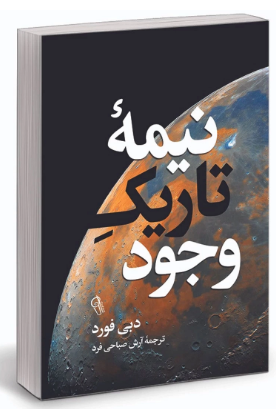 نیمهٔ
تاریکِ
وجود
دبی فورد
ترجمهٔ آرش صباحی فرد